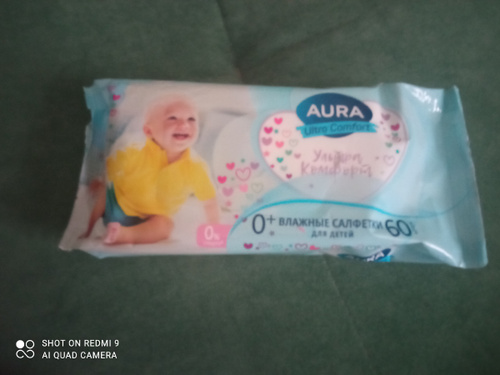 AURA
Ultra Comfort
Ультра
Комфорт
0%
0+ ВЛАЖНЫЕ САЛФЕТКИ 60
ДЛЯ ДЕТЕЙ
AURA
SHOT ON REDMI 9
AI QUAD CAMERA